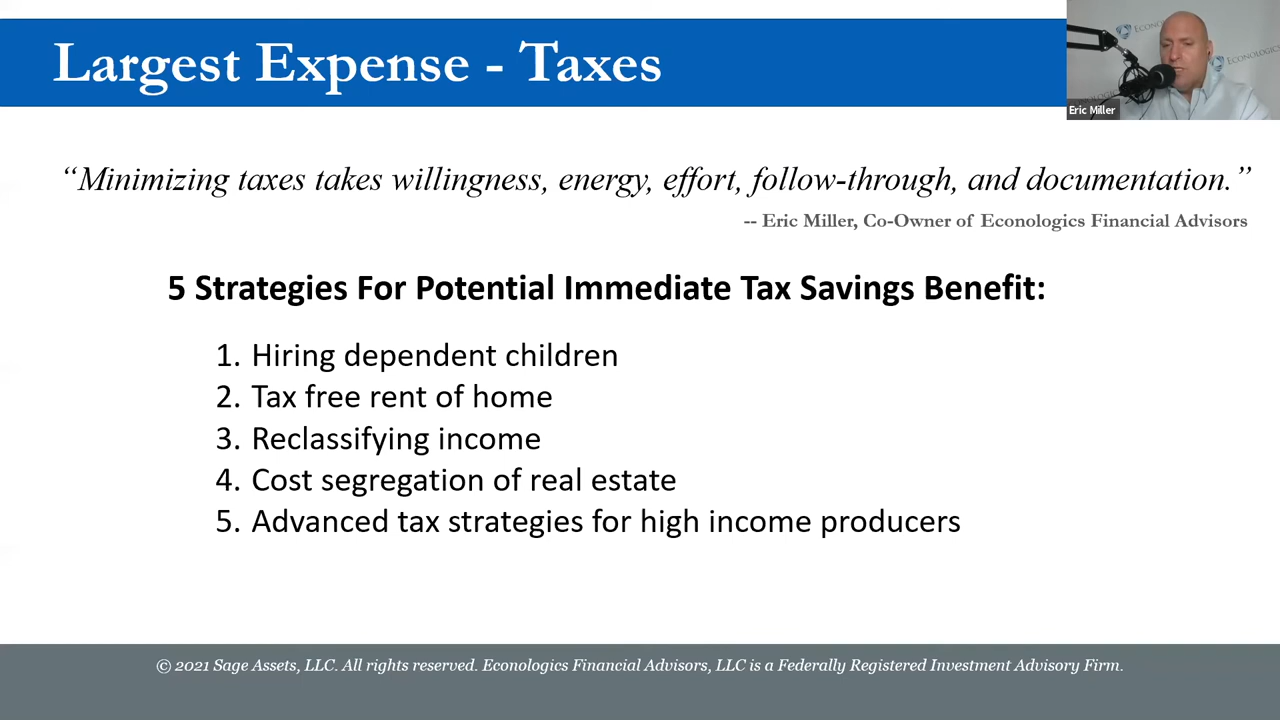 Largest Expense - Taxes
ECONOLOGICS
Eric Miller
“Minimizing taxes takes willingness, energy, effort, follow-through, and documentation.”
-- Eric Miller, Co-Owner of Econologics Financial Advisors
5 Strategies For Potential Immediate Tax Savings Benefit:
1. Hiring dependent children
2. Tax free rent of home
3. Reclassifying income
4. Cost segregation of real estate
5. Advanced tax strategies for high income producers
© 2021 Sage Assets, LLC. All rights reserved. Econologics Financial Advisors, LLC is a Federally Registered Investment Advisory Firm.